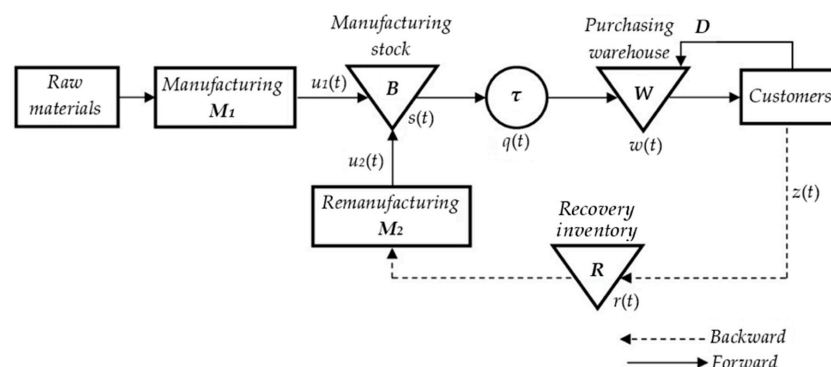 Manufacturing
stock
Purchasing
warehouse
D
Raw
materials
Manufacturing
M1
u1(t)
B
s(t)
τ
q(t)
W
w(t)
Customers
u2(t)
z(t)
Remanufacturing
M2
Recovery
inventory
R
r(t)
Backward
Forward